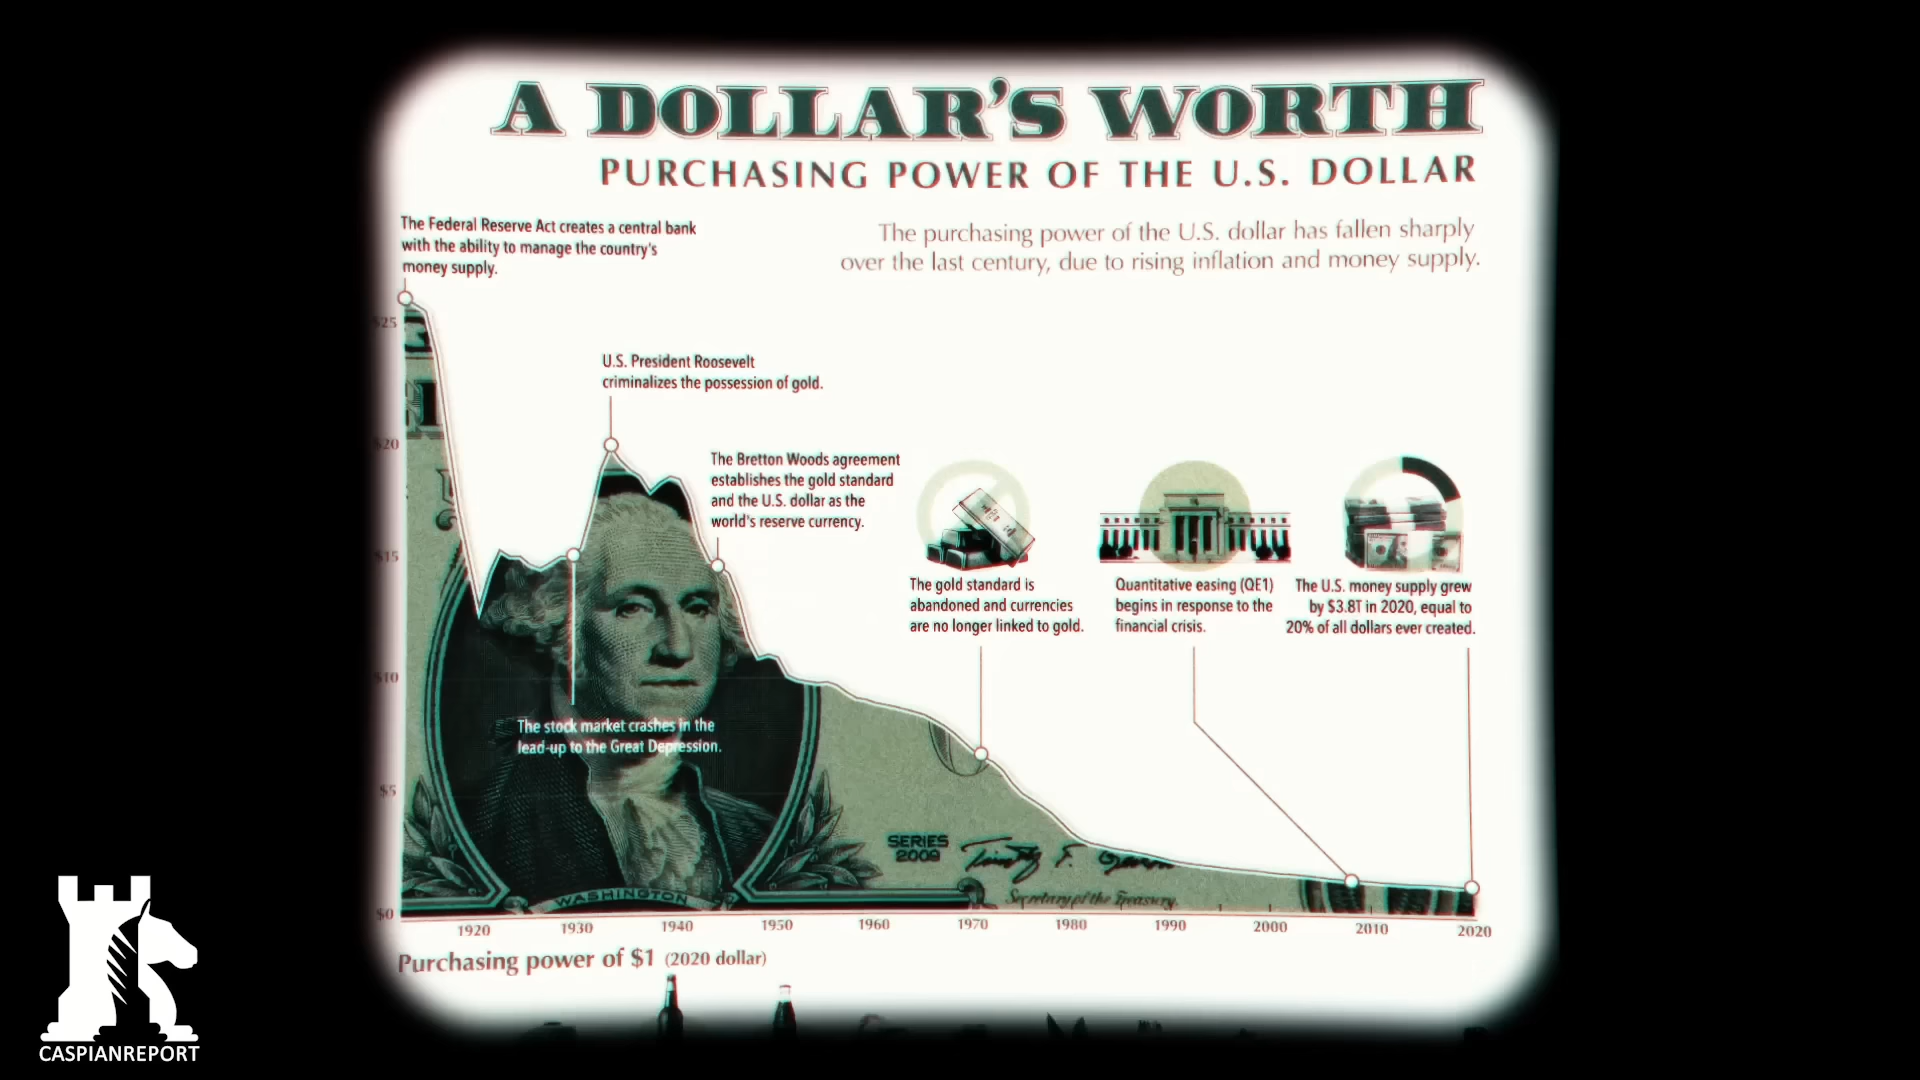 A DOLLAR'S WORTH
PURCHASING POWER OF THE U.S. DOLLAR
The purchasing power of the U.S. dollar has fallen sharply
over the last century, due to rising inflation and money supply.
The Federal Reserve Act creates a central bank
with the ability to manage the country's
money supply.
U.S. President Roosevelt
criminalizes the possession of gold.
The Bretton Woods agreement
establishes the gold standard
and the U.S. dollar as the
world's reserve currency.
The gold standard is
abandoned and currencies
are no longer linked to gold.
Quantitative easing (QE1)
begins in response to the
financial crisis.
The U.S. money supply grew
by $3.8T in 2020, equal to
20% of all dollars ever created.
The stock market crashes in the
lead-up to the Great Depression.
$25
$20
$15
$10
$5
$0
SERIES
2009
Secretary of the Treasury.
WASHINGTON
1920 1930 1940 1950 1960 1970 1980 1990 2000 2010 2020
Purchasing power of $1 (2020 dollar)
CASPIANREPORT